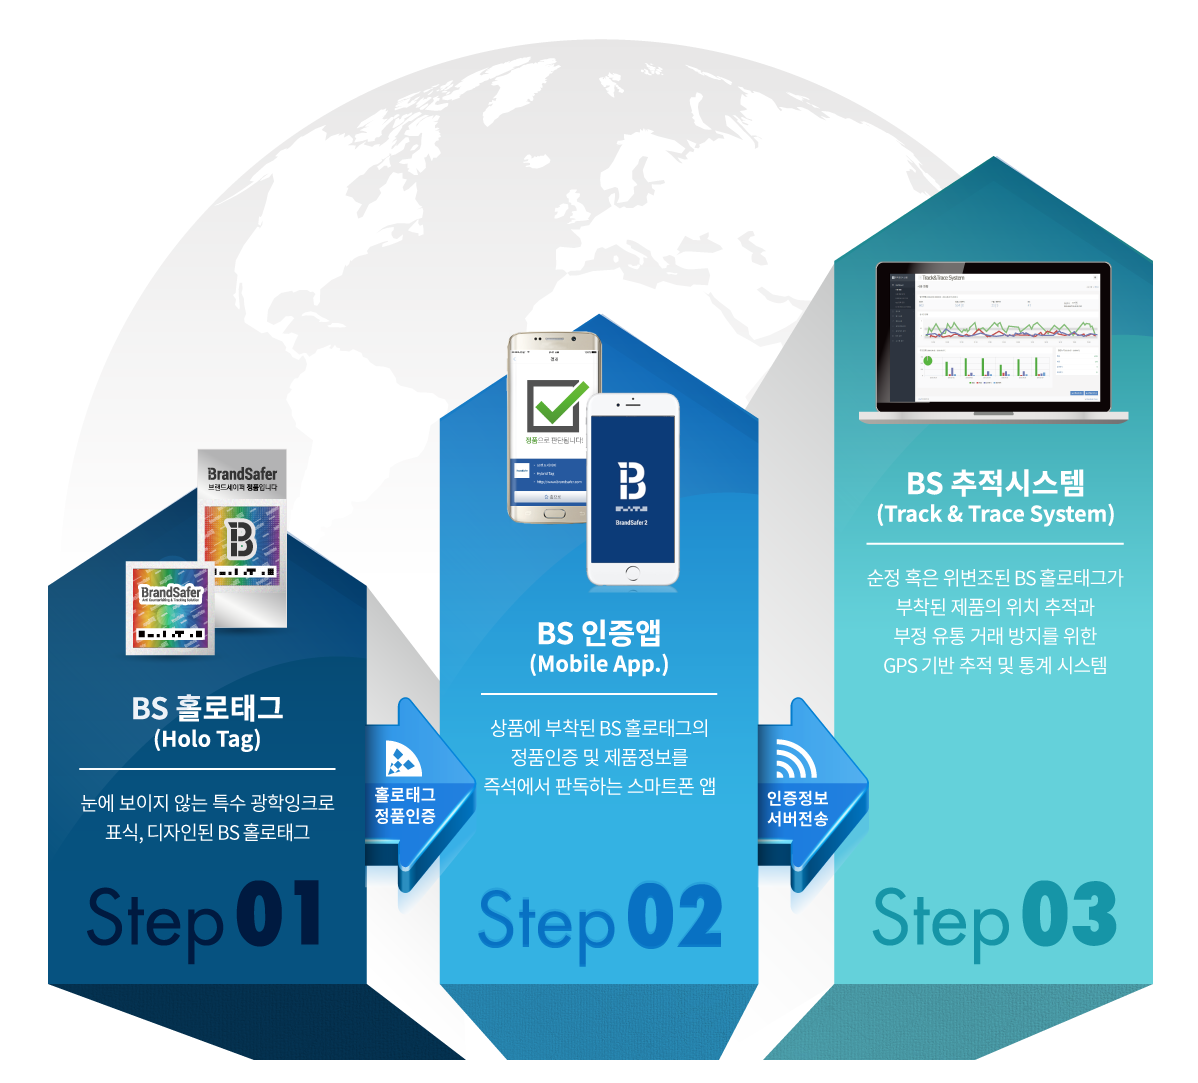 BrandSafer
브랜드세이퍼 정품입니다
B
BrandSafer
Anti Counterfeiting & Tracking Solution
BS 홀로태그
(Holo Tag)
눈에 보이지 않는 특수 광학잉크로
표식, 디자인된 BS 홀로태그
Step 01
홀로태그
정품인증
정품으로 판단됩니다!
B
BrandSafer 2
BS 인증앱
(Mobile App.)
상품에 부착된 BS 홀로태그의
정품인증 및 제품정보를
즉석에서 판독하는 스마트폰 앱
Step 02
인증정보
서버전송
Track&Trace System
BS 추적시스템
(Track & Trace System)
순정 혹은 위변조된 BS 홀로태그가
부착된 제품의 위치 추적과
부정 유통 거래 방지를 위한
GPS 기반 추적 및 통계 시스템
Step 03